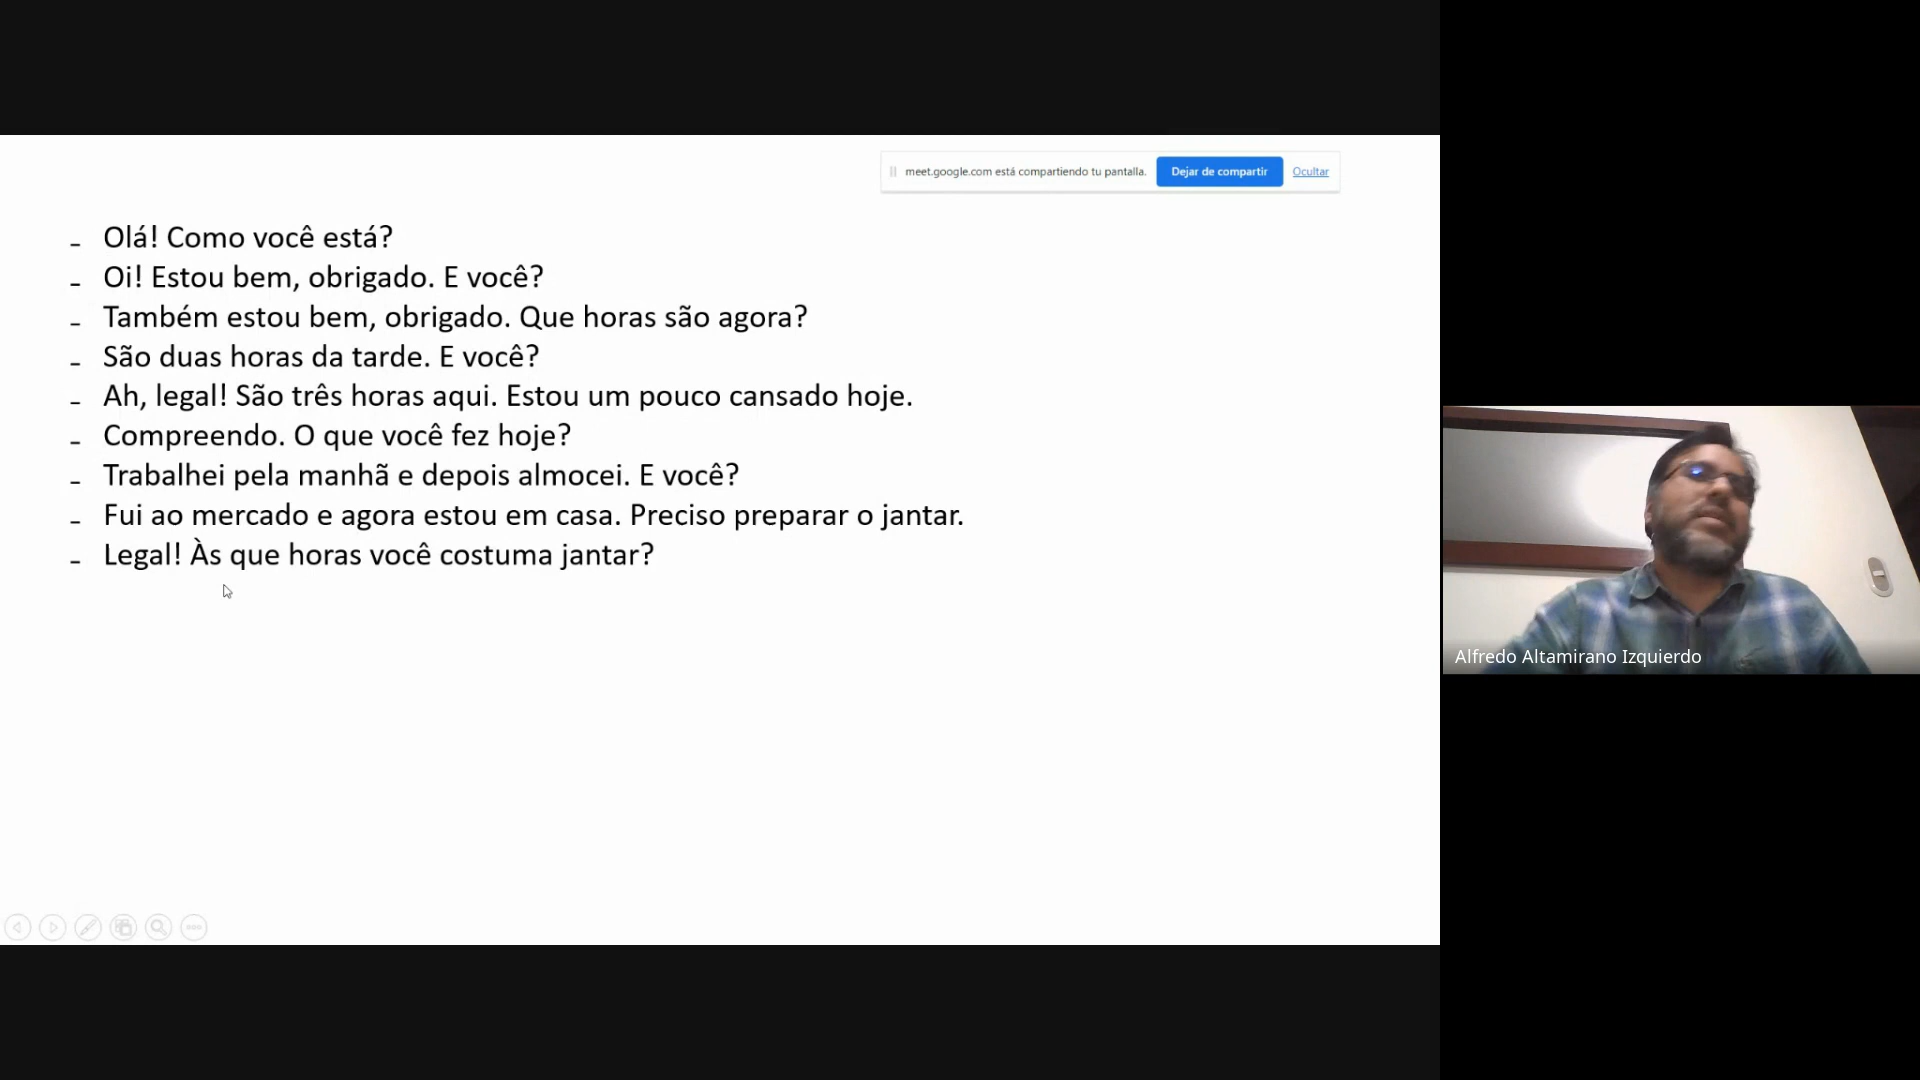 meet.google.com está compartiendo tu pantalla. Dejar de compartir Ocultar
- Olá! Como você está?
- Oi! Estou bem, obrigado. E você?
- Também estou bem, obrigado. Que horas são agora?
- São duas horas da tarde. E você?
- Ah, legal! São três horas aqui. Estou um pouco cansado hoje.
- Compreendo. O que você fez hoje?
- Trabalhei pela manhã e depois almocei. E você?
- Fui ao mercado e agora estou em casa. Preciso preparar o jantar.
- Legal! Às que horas você costuma jantar?
Alfredo Altamirano Izquierdo